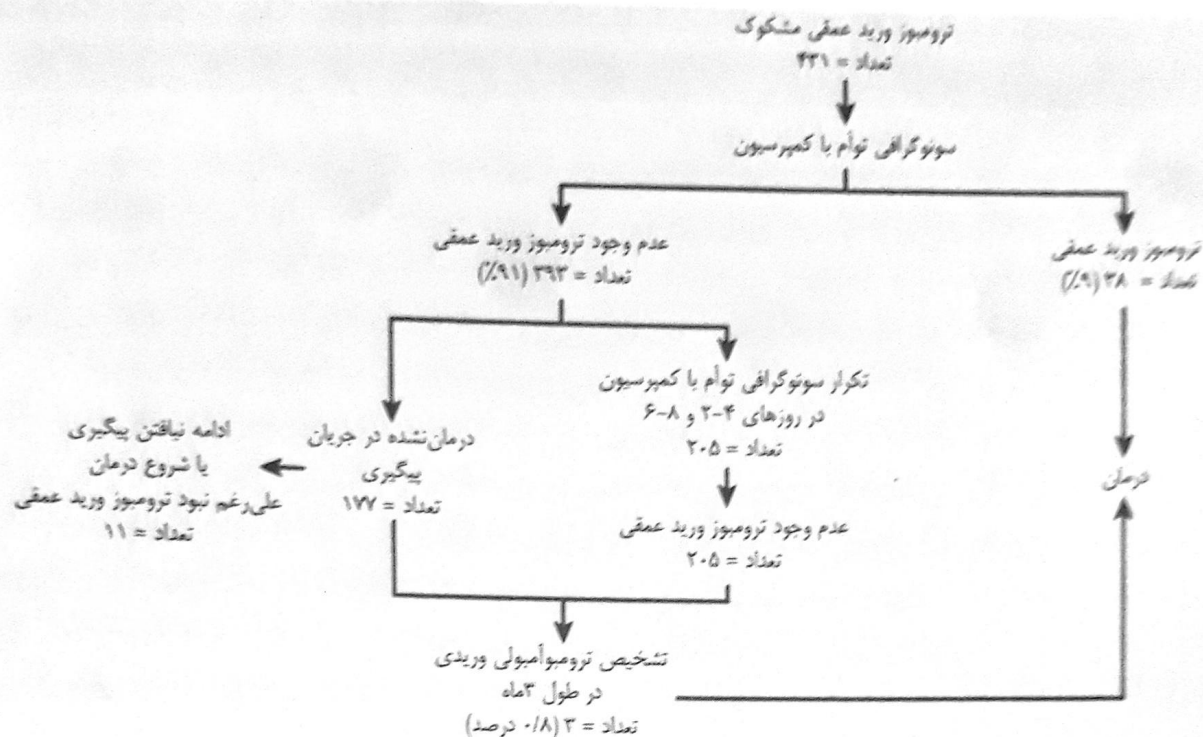 ترومبوز ورید عمقی مشکوک
تعداد = ۴۳۱
سونوگرافی توأم با کمپرسیون
ترومبوز ورید عمقی
تعداد = ۳۸ (۹٪)
عدم وجود ترومبوز ورید عمقی
تعداد = ۳۹۳ (۹۱٪)
تکرار سونوگرافی توأم با کمپرسیون
در روزهای ۴-۲ و ۸-۶
تعداد = ۲۰۵
درمان‌نشده در جریان
پیگیری
تعداد = ۱۷۷
ادامه نیافتن پیگیری
یا شروع درمان
علی‌رغم نبود ترومبوز ورید عمقی
تعداد = ۱۱
درمان
عدم وجود ترومبوز ورید عمقی
تعداد = ۲۰۵
تشخیص ترومبوآمبولی وریدی
در طول ۳ماه
تعداد = ۳ (۰/۸ درصد)